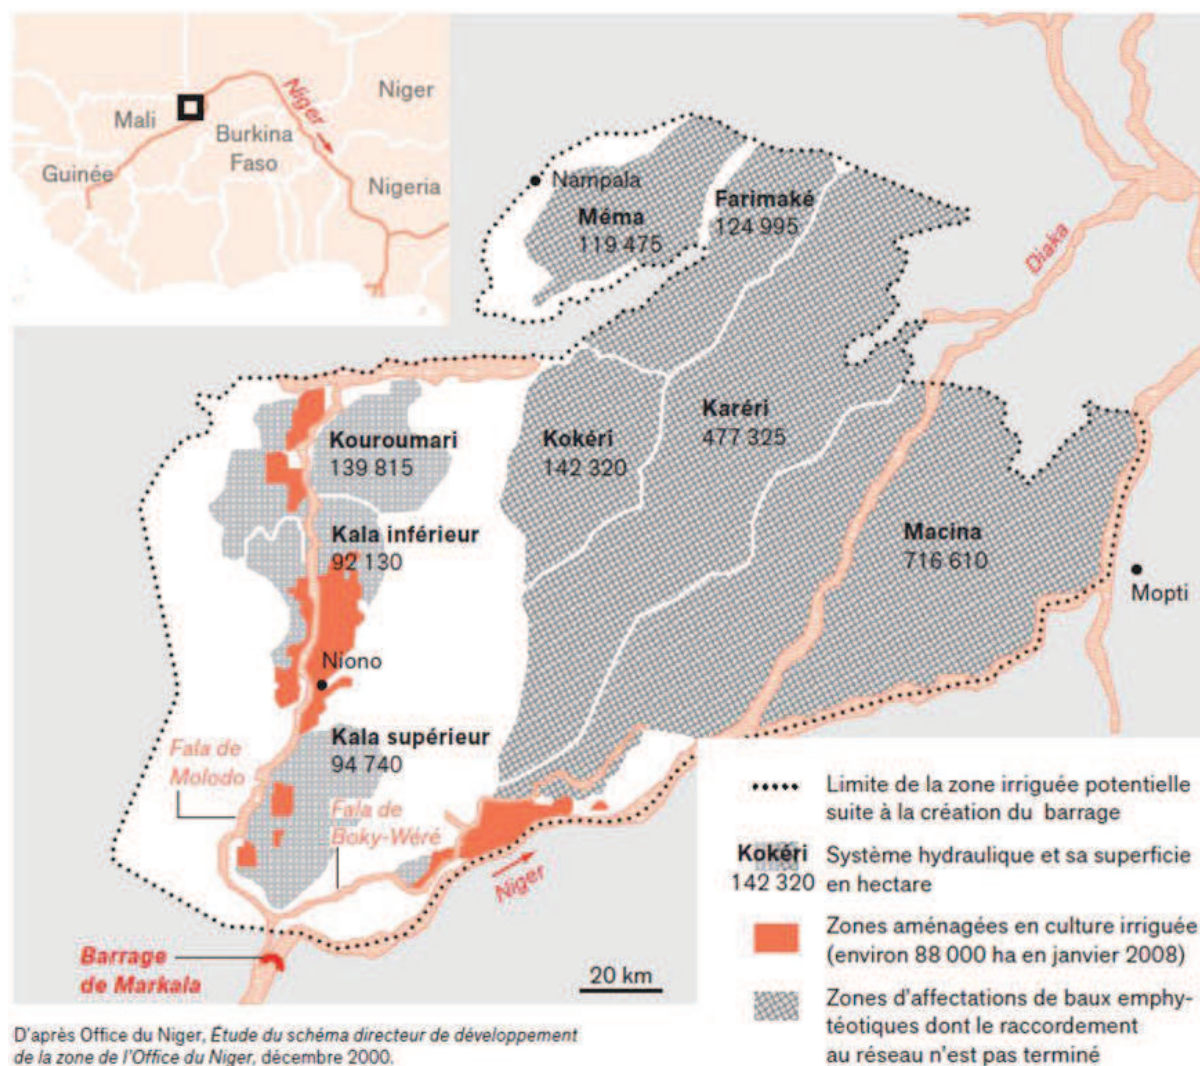 Niger
Niger
Mali
Burkina
Faso
Guinée
Nigeria
Nampala
Méma
119 475
Farimaké
124 995
Diaka
Kouroumari
139 815
Kokéri
142 320
Karéri
477 325
Kala inférieur
92 130
Macina
716 610
Mopti
Niono
Kala supérieur
94 740
Fala de
Molodo
Fala de
Boky-Wéré
Niger
Barrage
de Markala
20 km
Limite de la zone irriguée potentielle
suite à la création du barrage
Kokéri
142 320
Système hydraulique et sa superficie
en hectare
Zones aménagées en culture irriguée
(environ 88 000 ha en janvier 2008)
Zones d'affectations de baux emphy-
téotiques dont le raccordement
au réseau n'est pas terminé
D'après Office du Niger, Étude du schéma directeur de développement
de la zone de l'Office du Niger, décembre 2000.